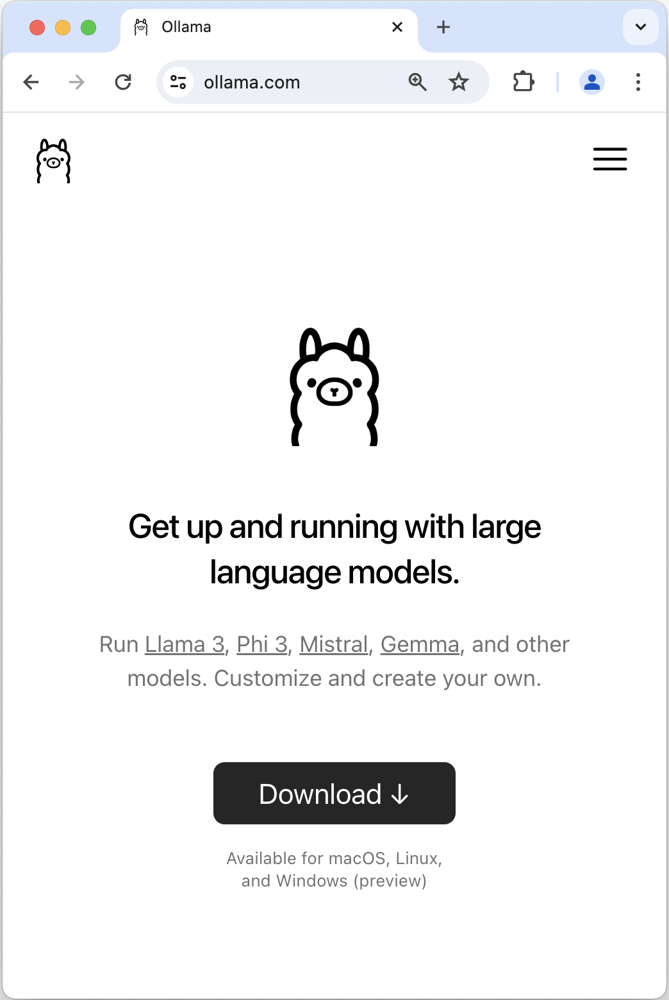 Ollama
ollama.com
Get up and running with large
language models.
Run Llama 3, Phi 3, Mistral, Gemma, and other
models. Customize and create your own.
Download ↓
Available for macOS, Linux,
and Windows (preview)